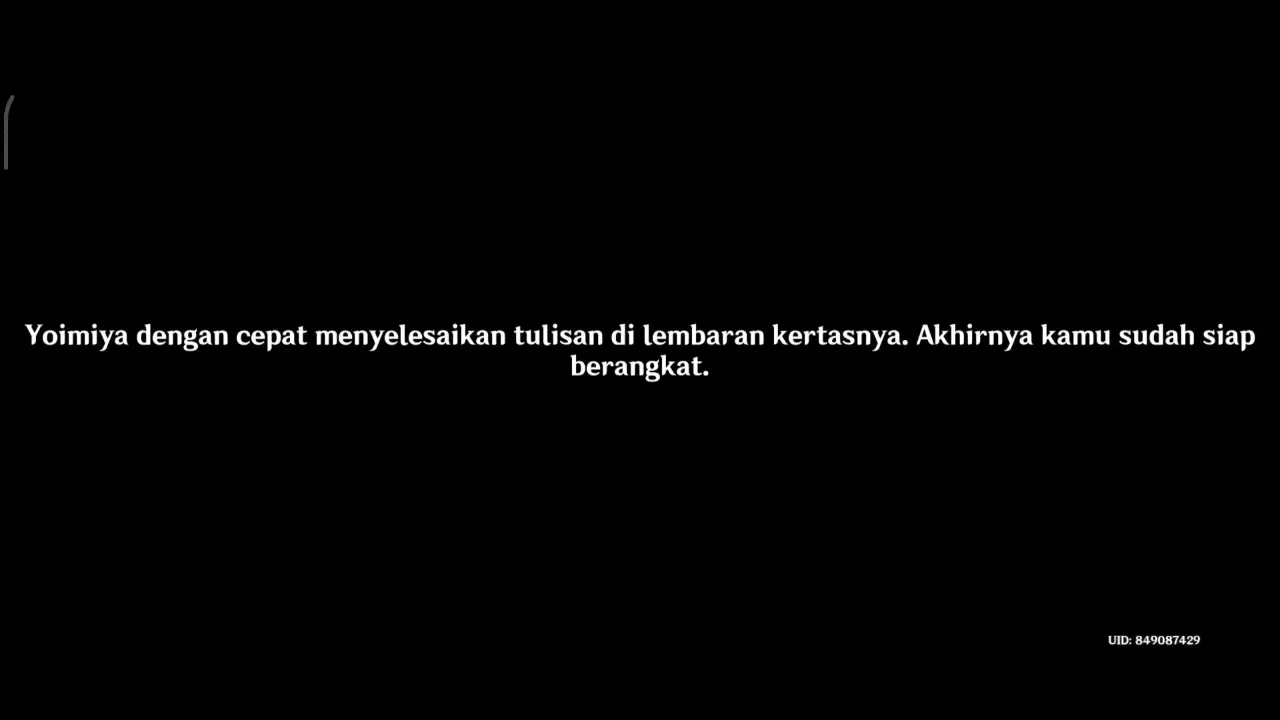 Yoimiya dengan cepat menyelesaikan tulisan di lembaran kertasnya. Akhirnya kamu sudah siap
berangkat.
UID: 849087429